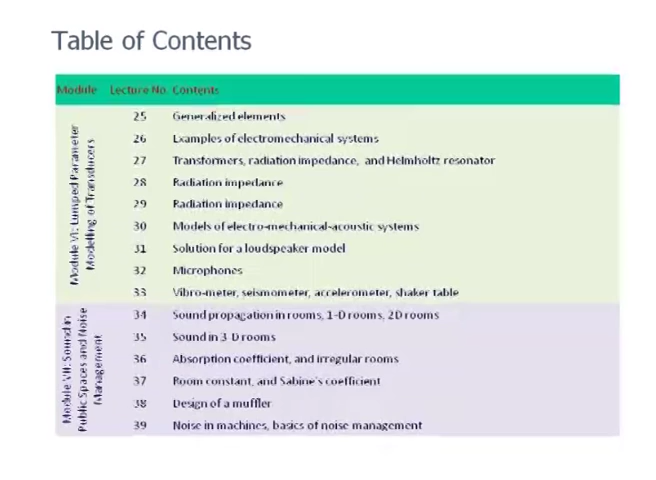 Table of Contents
Module Lecture No. Contents
Module VI: Lumped Parameter
Modelling of Transducers
25 Generalized elements
26 Examples of electromechanical systems
27 Transformers, radiation impedance, and Helmholtz resonator
28 Radiation impedance
29 Radiation impedance
30 Models of electro-mechanical-acoustic systems
31 Solution for a loudspeaker model
32 Microphones
33 Vibro-meter, seismometer, accelerometer, shaker table
Module VII: Sound in
Public Spaces and Noise
Management
34 Sound propagation in rooms, 1-D rooms, 2D rooms
35 Sound in 3-D rooms
36 Absorption coefficient, and irregular rooms
37 Room constant, and Sabine's coefficient
38 Design of a muffler
39 Noise in machines, basics of noise management